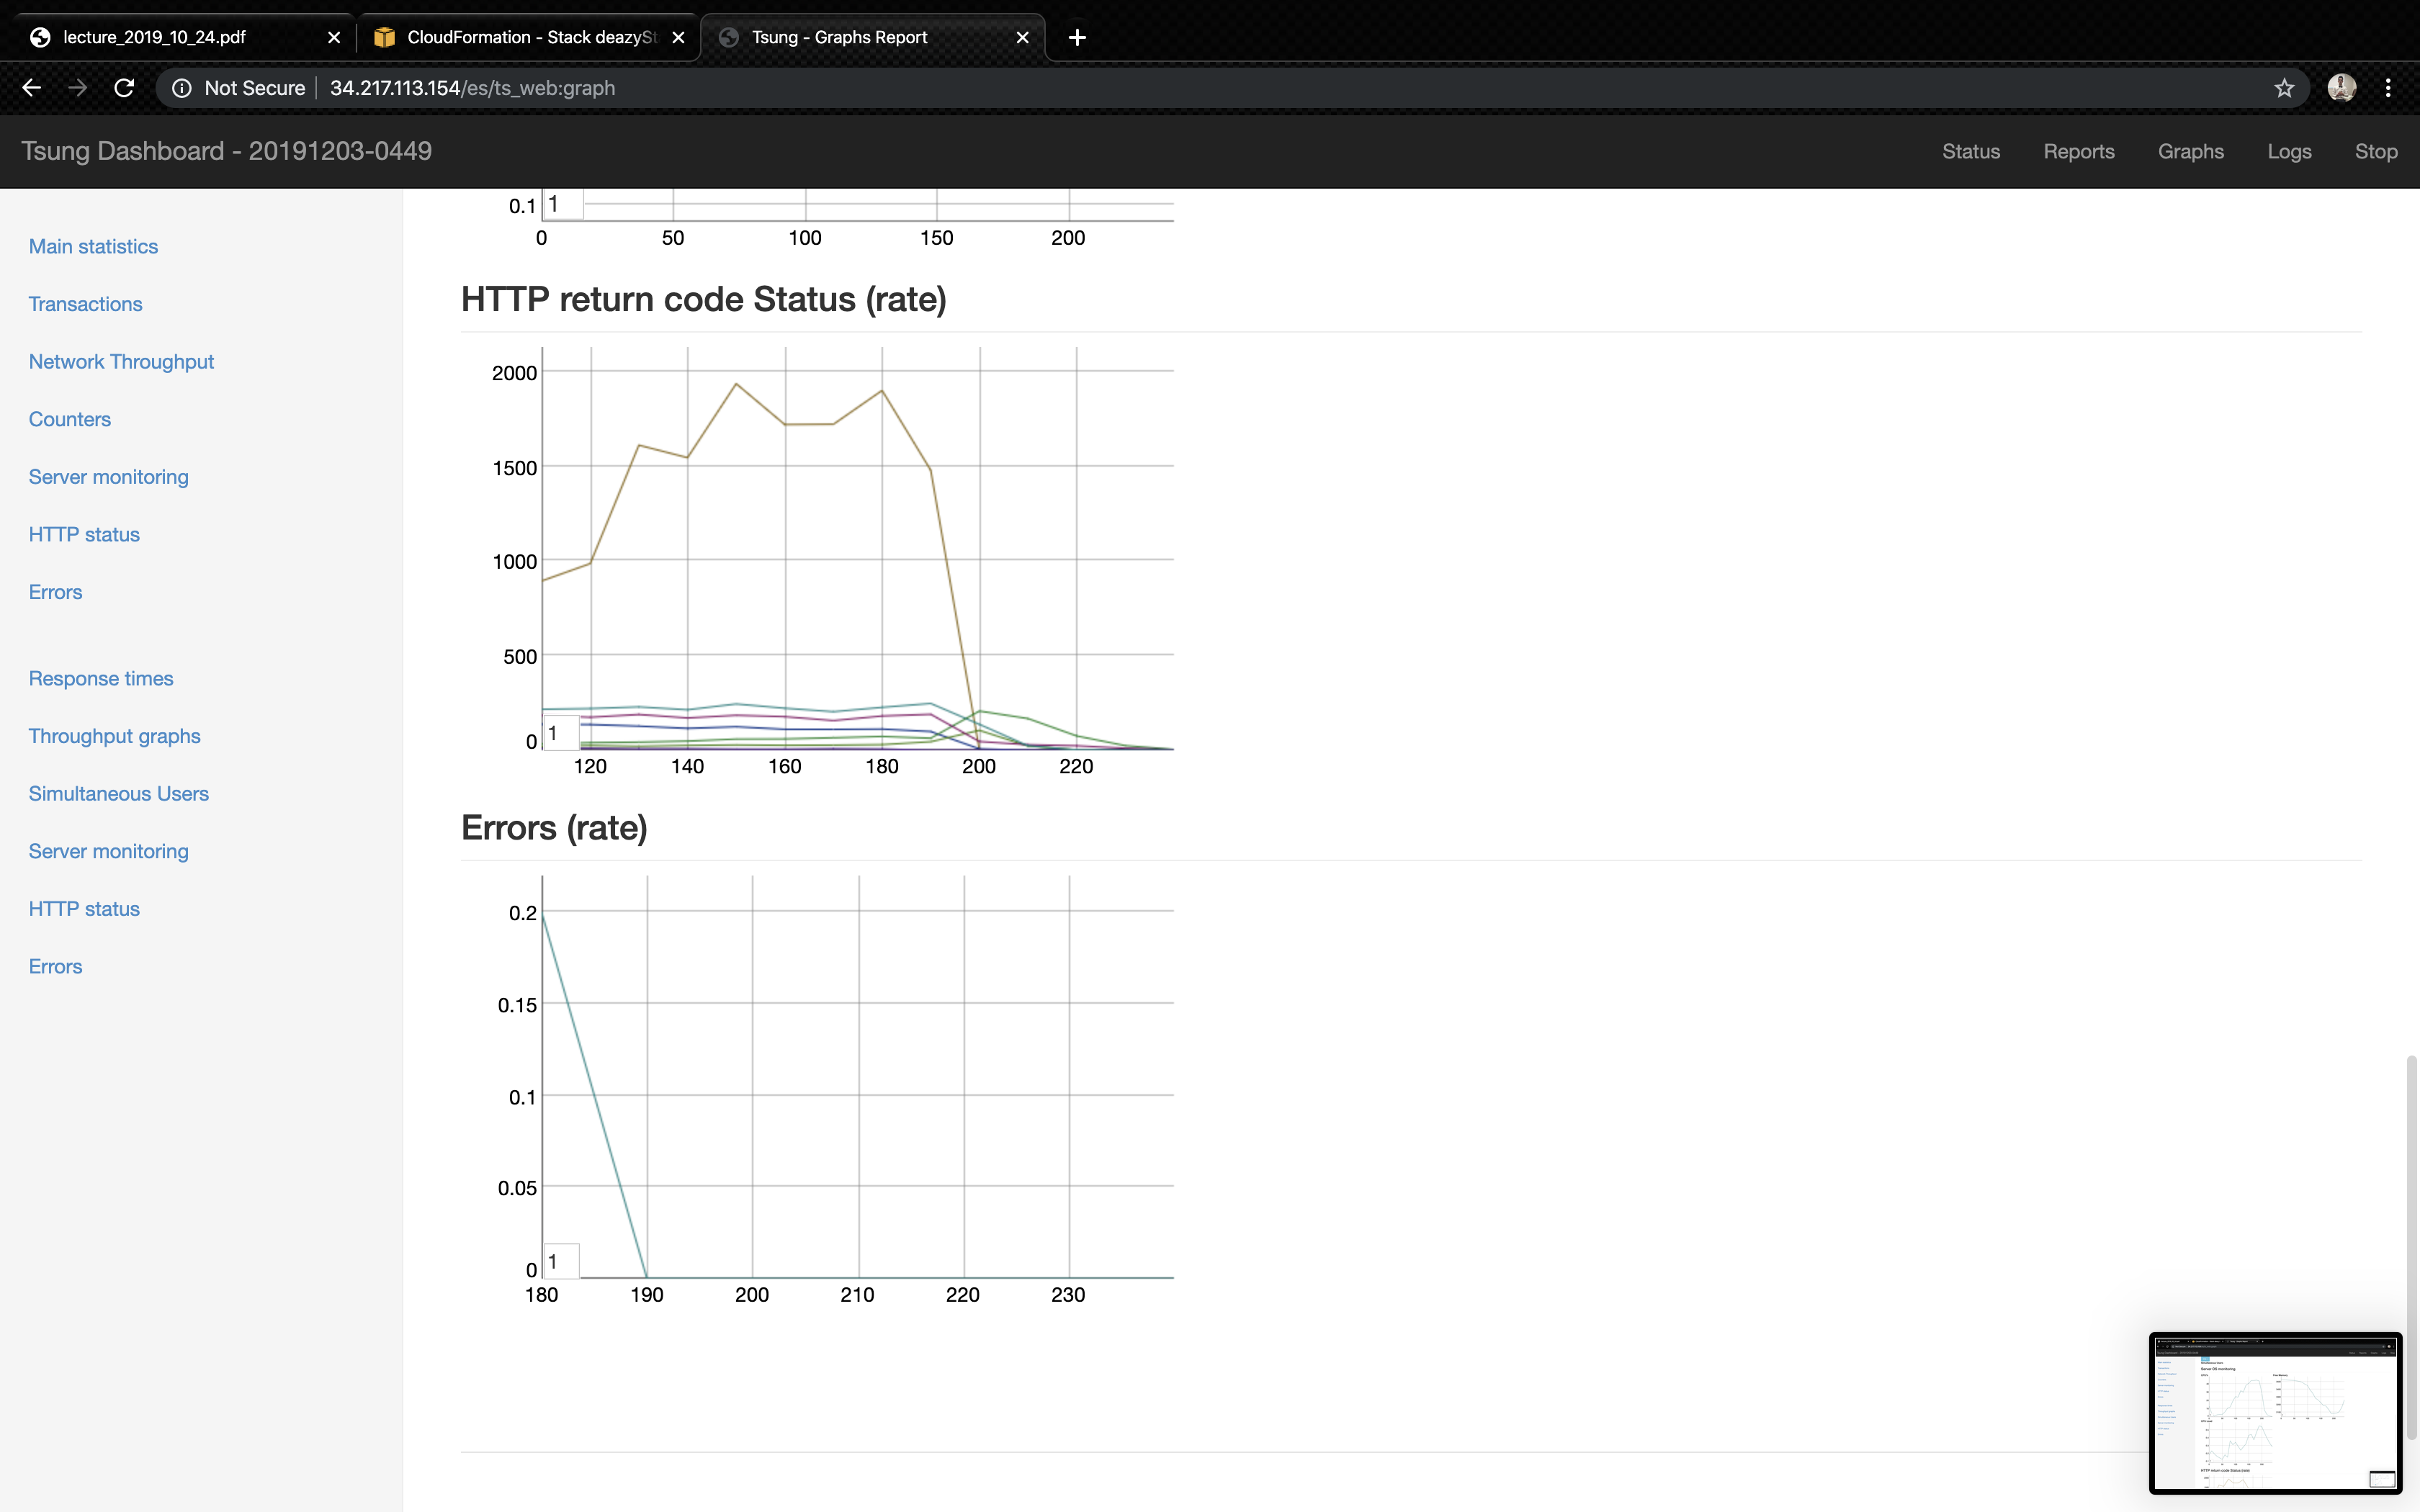 lecture_2019_10_24.pdf
CloudFormation - Stack deazySt
Tsung - Graphs Report
Not Secure
34.217.113.154/es/ts_web:graph
Tsung Dashboard - 20191203-0449
Status
Reports
Graphs
Logs
Stop
Main statistics
Transactions
Network Throughput
Counters
Server monitoring
HTTP status
Errors
Response times
Throughput graphs
Simultaneous Users
Server monitoring
HTTP status
Errors
0.1
1
0 50 100 150 200
HTTP return code Status (rate)
2000
1500
1000
500
0
1
120 140 160 180 200 220
Errors (rate)
0.2
0.15
0.1
0.05
0
1
180 190 200 210 220 230